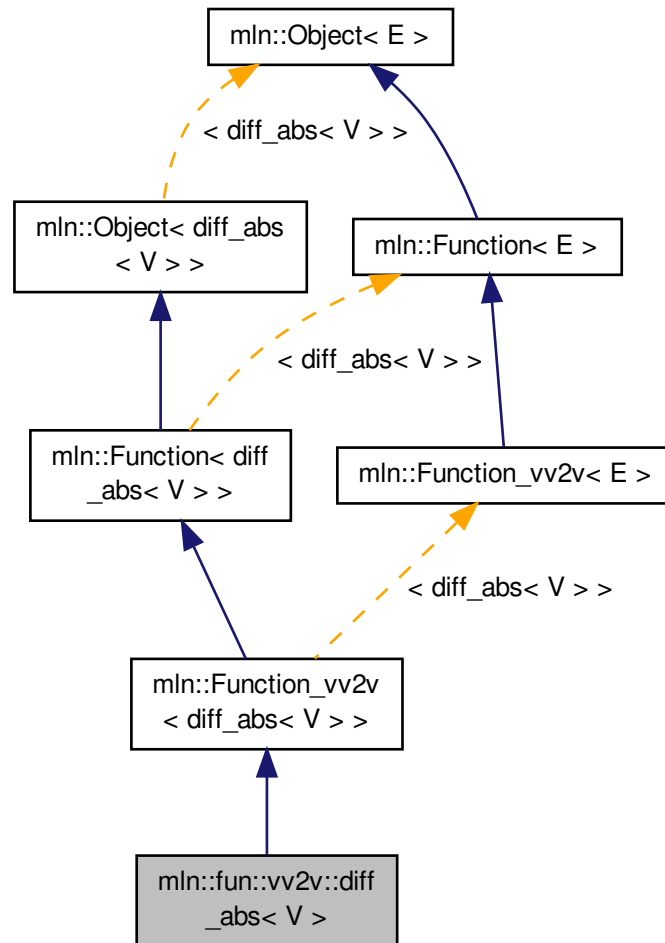 mln::Object< E >
< diff_abs< V > >
mln::Object< diff_abs
< V > >
mln::Function< E >
< diff_abs< V > >
mln::Function< diff
_abs< V > >
mln::Function_vv2v< E >
< diff_abs< V > >
mln::Function_vv2v
< diff_abs< V > >
mln::fun::vv2v::diff
_abs< V >